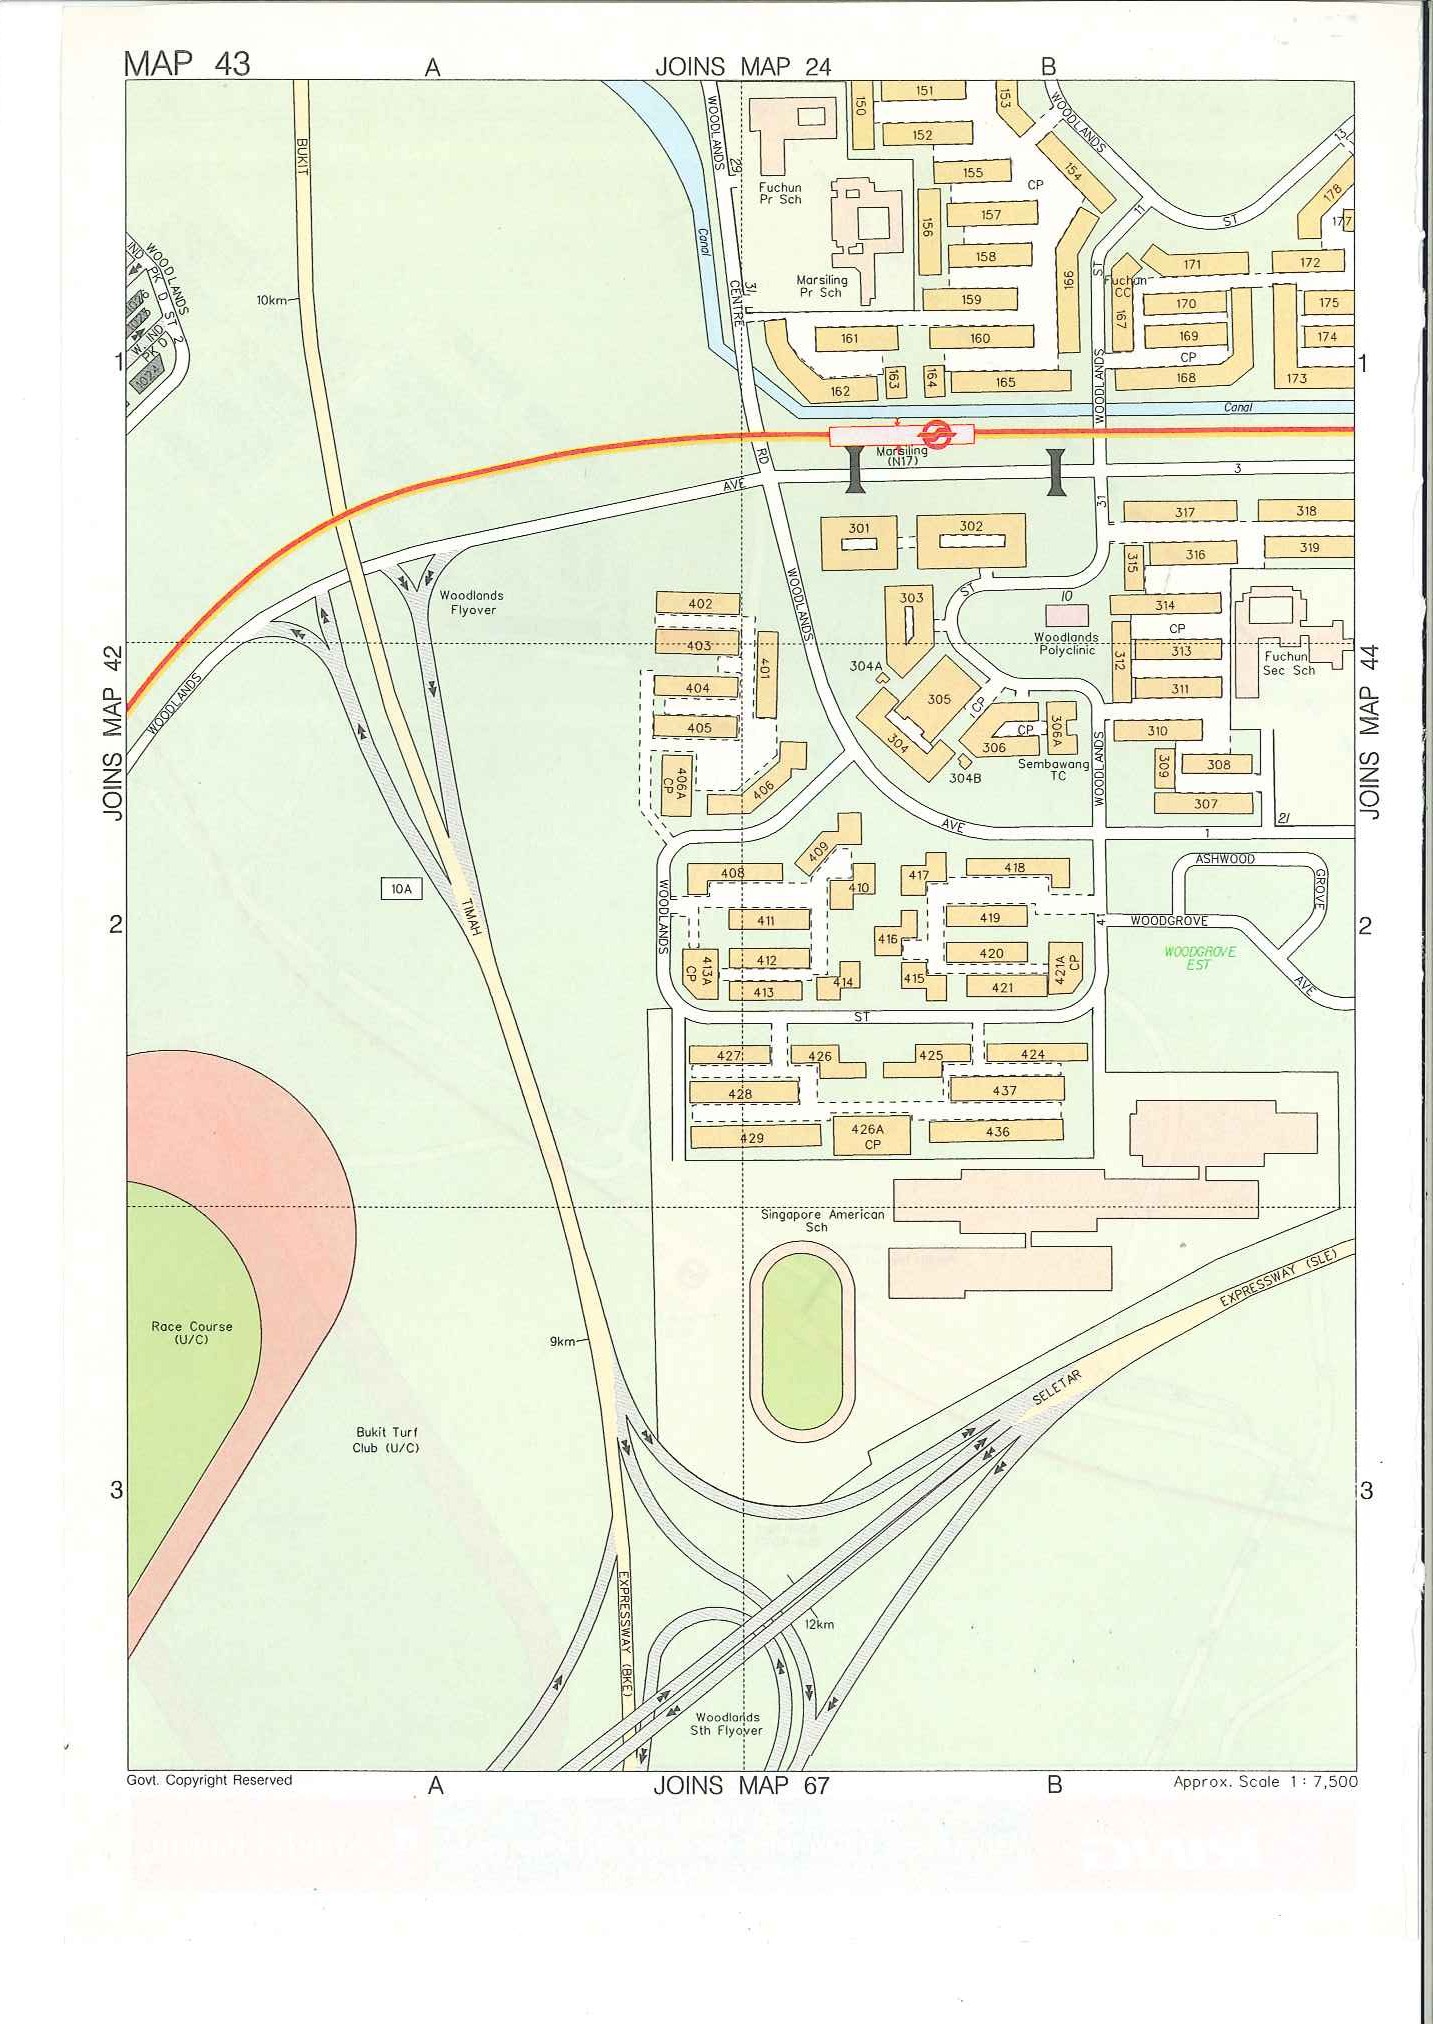 MAP 43
A
JOINS MAP 24
B
BUKIT
10km
WOODLANDS
29
31
CENTRE
RD
Canal
Fuchun
Pr Sch
Marsiling
Pr Sch
150
151
152
153
154
155
CP
156
157
158
159
160
161
162
163
164
165
166
WOODLANDS
ST
13
11
ST
WOODLANDS
Fuchun
CC
167
168
169
170
171
172
173
174
175
177
178
CP
Canal
IND
PK D
WOODLANDS
ST 2
W. IND
PK D
1
1
Marsiling
(N17)
AVE
3
31
301
302
303
304
304A
304B
305
CP
306
CP
306A
ST
10
Woodlands
Polyclinic
Sembawang
TC
317
318
315
316
319
314
CP
312
313
311
310
309
308
307
Fuchun
Sec Sch
21
WOODLANDS
WOODLANDS
Woodlands
Flyover
WOODLANDS
JOINS MAP 42
JOINS MAP 44
402
403
401
404
405
406A
CP
406
AVE
1
ASHWOOD
GROVE
WOODGROVE
AVE
WOODGROVE
EST
41
10A
TIMAH
2
2
WOODLANDS
408
409
410
411
412
413A
CP
413
414
415
416
417
418
419
420
421
421A
CP
ST
427
426
425
424
428
437
429
426A
CP
436
Singapore American
Sch
EXPRESSWAY (SLE)
SELETAR
9km
Race Course
(U/C)
Bukit Turf
Club (U/C)
3
3
12km
EXPRESSWAY (BKE)
Woodlands
Sth Flyover
Govt. Copyright Reserved
A
JOINS MAP 67
B
Approx. Scale 1 : 7,500